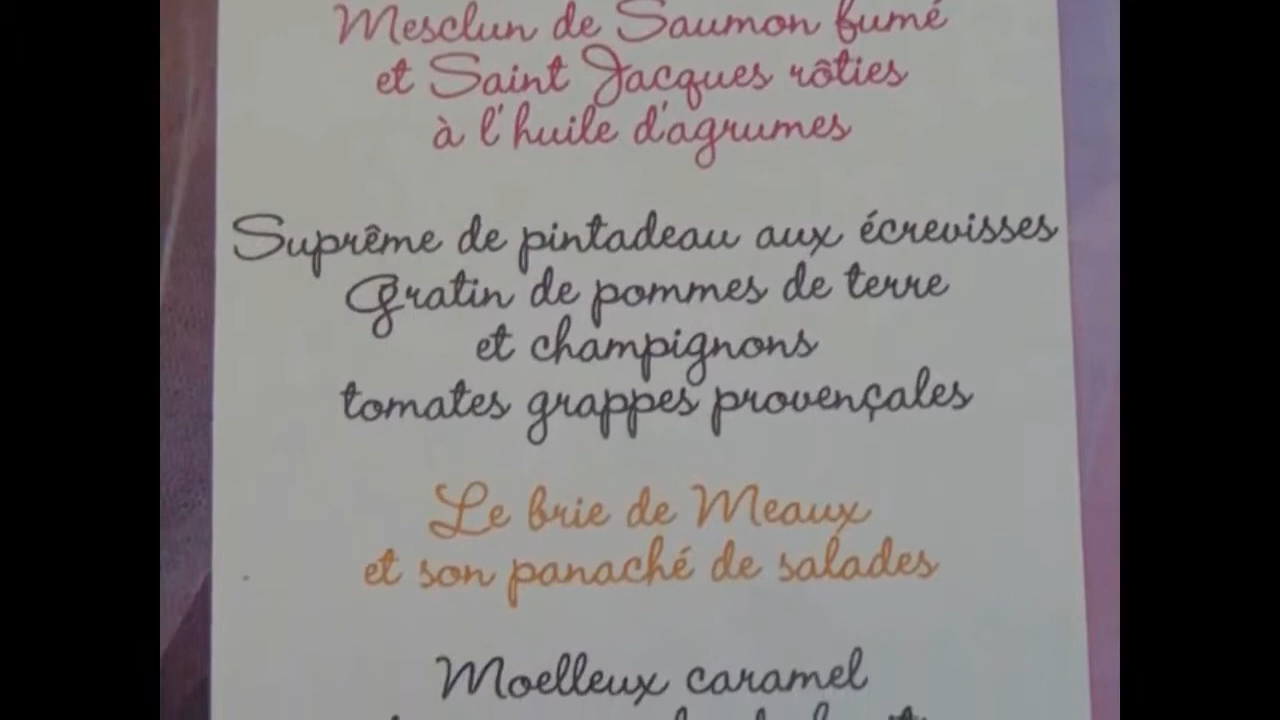 Mesclun de Saumon fumé
et Saint Jacques rôties
à l'huile d'agrumes
Suprême de pintadeau aux écrevisses
Gratin de pommes de terre
et champignons
tomates grappes provençales
Le brie de Meaux
et son panaché de salades
Moelleux caramel